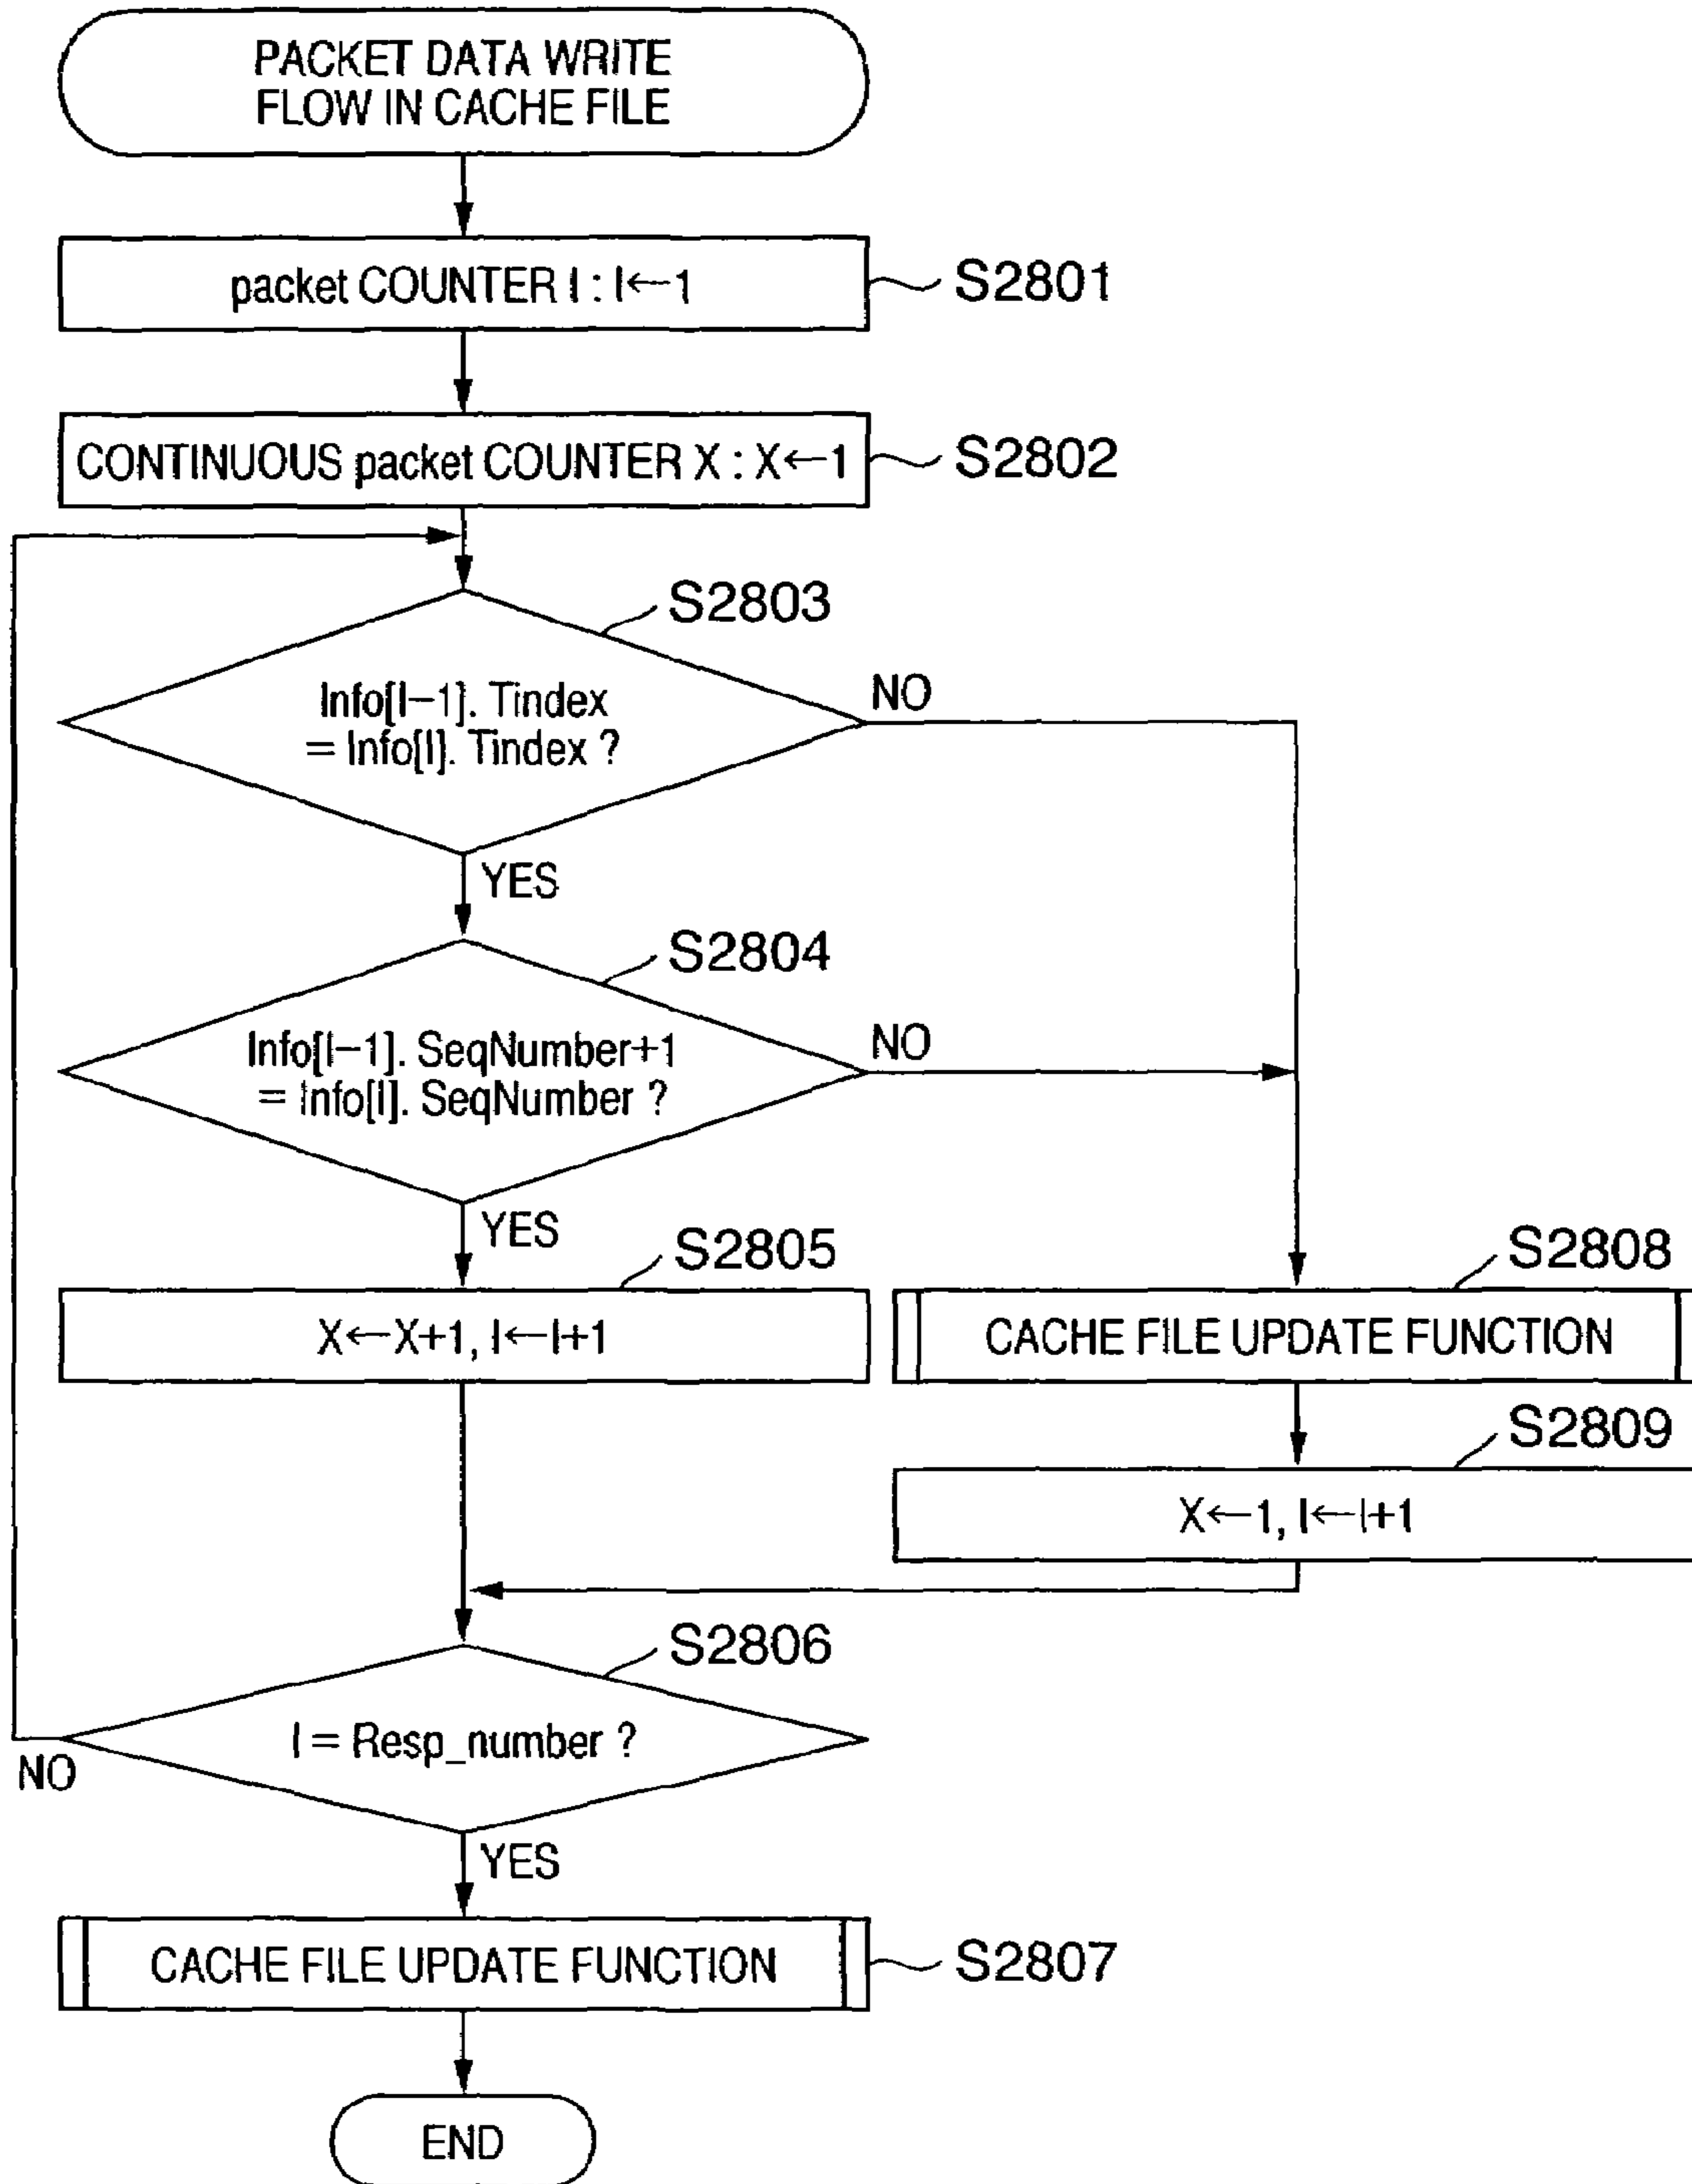 PACKET DATA WRITE
FLOW IN CACHE FILE
packet COUNTER I : I←1
S2801
CONTINUOUS packet COUNTER X : X←1
S2802
S2803
Info[I−1]. Tindex
= Info[I]. Tindex ?
NO
YES
S2804
Info[I−1]. SeqNumber+1
= Info[I]. SeqNumber ?
NO
YES
S2805
X←X+1, I←I+1
S2808
CACHE FILE UPDATE FUNCTION
S2809
X←1, I←I+1
S2806
I = Resp_number ?
NO
YES
CACHE FILE UPDATE FUNCTION
S2807
END